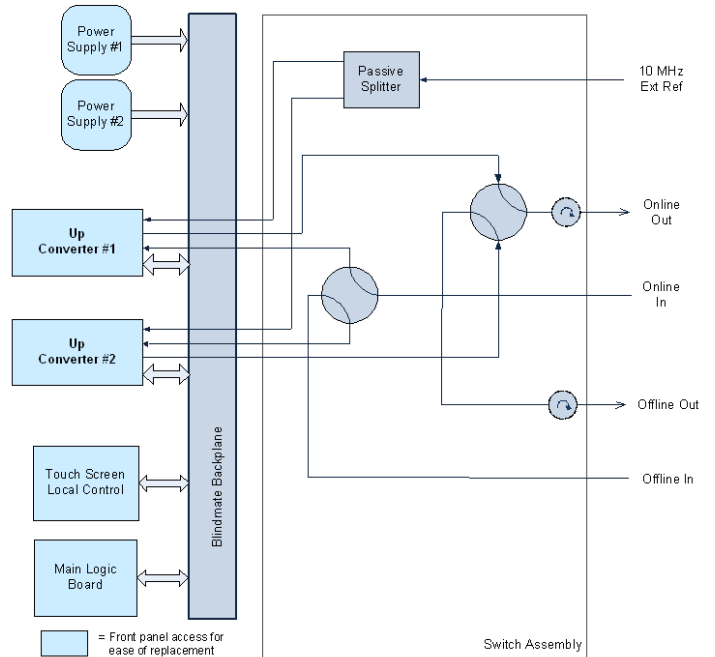 Power
Supply #1
Power
Supply #2
Passive
Splitter
10 MHz
Ext Ref
Up
Converter #1
Online
Out
Online
In
Up
Converter #2
Offline Out
Touch Screen
Local Control
Offline In
Blindmate Backplane
Main Logic
Board
= Front panel access for
ease of replacement
Switch Assembly